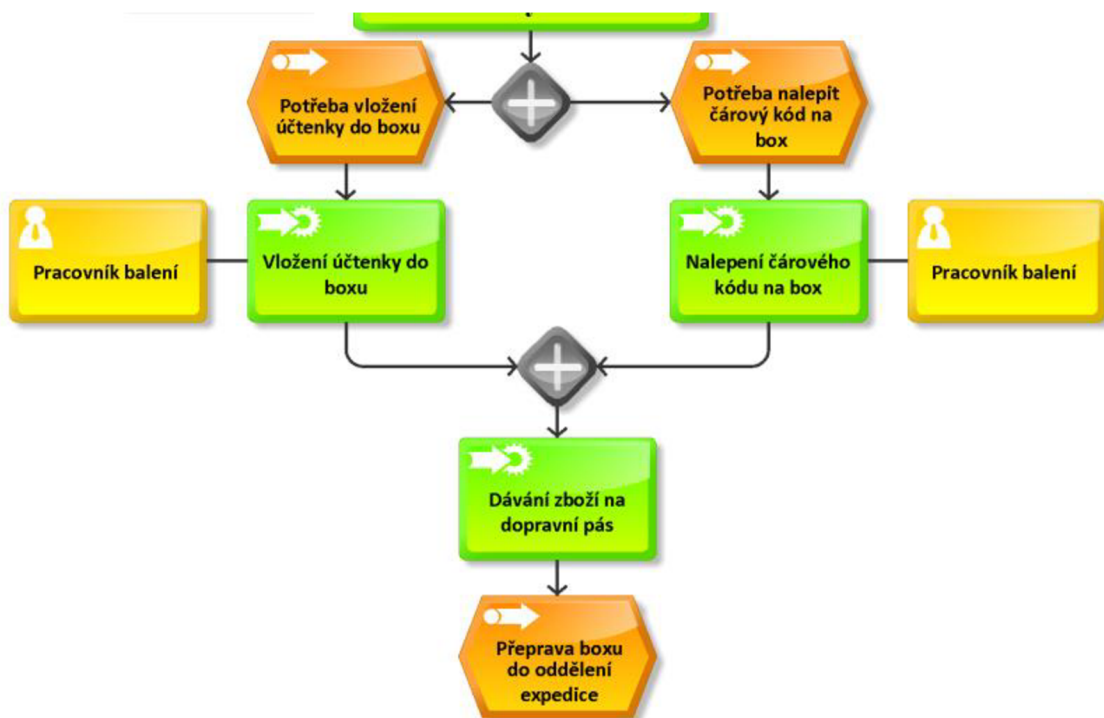 Potřeba vložení
účtenky do boxu
Potřeba nalepit
čárový kód na
box
Pracovník balení
Vložení účtenky do
boxu
Nalepení čárového
kódu na box
Pracovník balení
Dávání zboží na
dopravní pás
Přeprava boxu
do oddělení
expedice